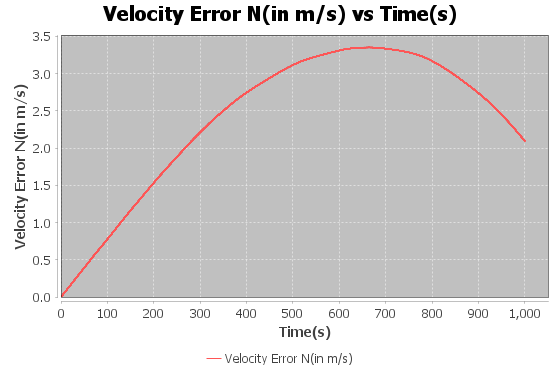 Velocity Error N(in m/s) vs Time(s)
Velocity Error N(in m/s)
3.5
3.0
2.5
2.0
1.5
1.0
0.5
0.0
0 100 200 300 400 500 600 700 800 900 1,000
Time(s)
Velocity Error N(in m/s)